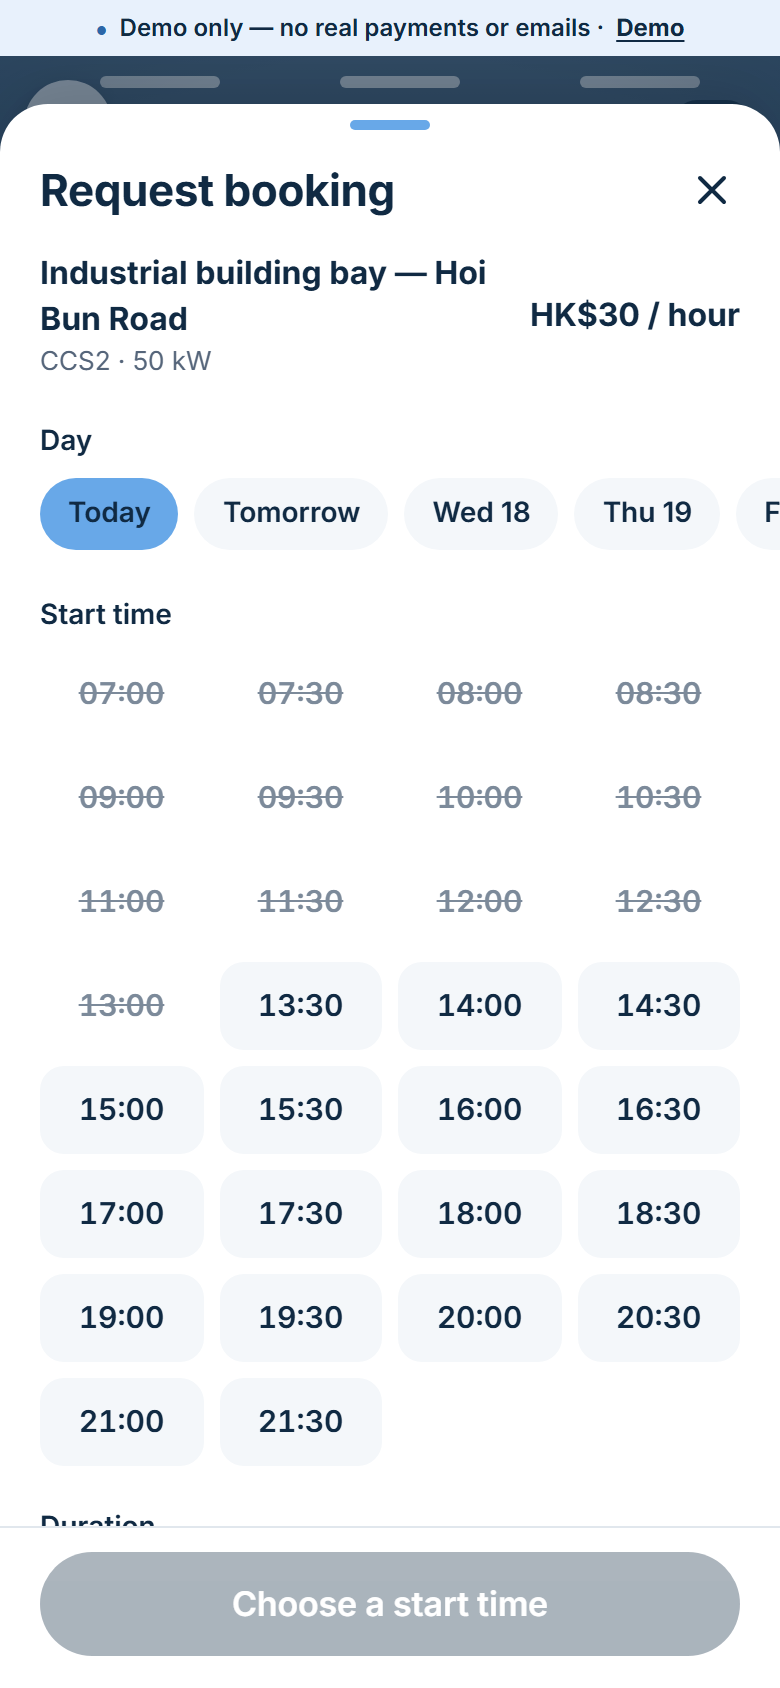 Demo only — no real payments or emails · Demo
Request booking
Industrial building bay — Hoi
Bun Road
HK$30 / hour
CCS2 · 50 kW
Day
Today Tomorrow Wed 18 Thu 19 F
Start time
07:00 07:30 08:00 08:30
09:00 09:30 10:00 10:30
11:00 11:30 12:00 12:30
13:00 13:30 14:00 14:30
15:00 15:30 16:00 16:30
17:00 17:30 18:00 18:30
19:00 19:30 20:00 20:30
21:00 21:30
Duration
Choose a start time